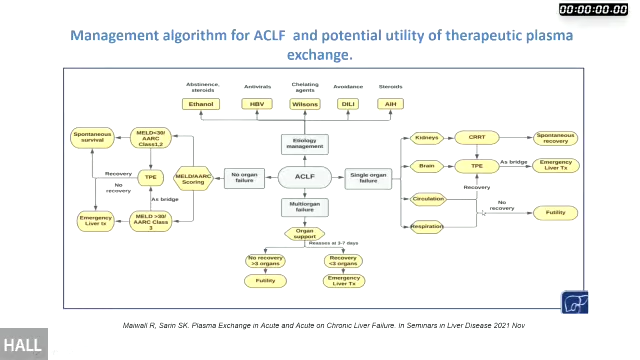 00:00:00.00
Management algorithm for ACLF and potential utility of therapeutic plasma
exchange.
Abstinence,
steroids
Antivirals
Chelating
agents
Avoidance
Steroids
Ethanol
HBV
Wilsons
DILI
AIH
Etiology
management
Spontaneous
survival
MELD<30/
AARC
Class1,2
Recovery
TPE
No
recovery
As bridge
Emergency
Liver tx
MELD >30/
AARC Class
3
MELD/AARC
Scoring
No organ
failure
ACLF
Single organ
failure
Kidneys
CRRT
Spontaneous
recovery
Brain
TPE
As bridge
Emergency
Liver Tx
Circulation
Recovery
No
recovery
Futility
Respiration
Multiorgan
failure
Organ
support
Reasses at 3-7 days
No recovery
>3 organs
Recovery
<3 organs
Futility
Emergency
Liver Tx
Maiwall R, Sarin SK. Plasma Exchange in Acute and Acute on Chronic Liver Failure. In Seminars in Liver Disease 2021 Nov
HALL